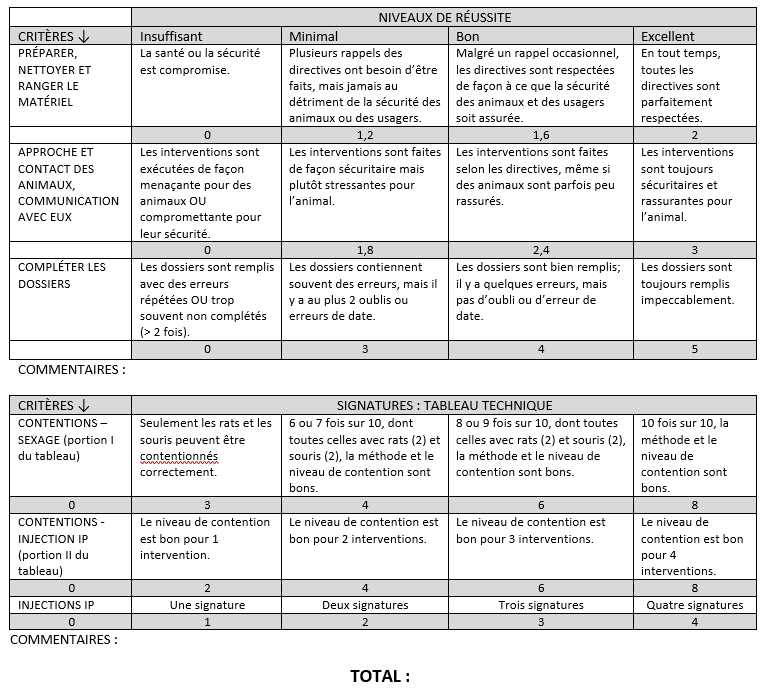 NIVEAUX DE RÉUSSITE
CRITÈRES ↓ Insuffisant Minimal Bon Excellent
PRÉPARER,
NETTOYER ET
RANGER LE
MATÉRIEL
La santé ou la sécurité
est compromise.
Plusieurs rappels des
directives ont besoin d’être
faits, mais jamais au
détriment de la sécurité des
animaux ou des usagers.
Malgré un rappel occasionnel,
les directives sont respectées
de façon à ce que la sécurité
des animaux et des usagers
soit assurée.
En tout temps,
toutes les
directives sont
parfaitement
respectées.
0 1,2 1,6 2
APPROCHE ET
CONTACT DES
ANIMAUX,
COMMUNICATION
AVEC EUX
Les interventions sont
exécutées de façon
menaçante pour des
animaux OU
compromettante pour
leur sécurité.
Les interventions sont faites
de façon sécuritaire mais
plutôt stressantes pour
l’animal.
Les interventions sont faites
selon les directives, même si
des animaux sont parfois peu
rassurés.
Les interventions
sont toujours
sécuritaires et
rassurantes pour
l’animal.
0 1,8 2,4 3
COMPLÉTER LES
DOSSIERS
Les dossiers sont remplis
avec des erreurs
répétées OU trop
souvent non complétés
(> 2 fois).
Les dossiers contiennent
souvent des erreurs, mais il
y a au plus 2 oublis ou
erreurs de date.
Les dossiers sont bien remplis;
il y a quelques erreurs, mais
pas d’oubli ou d’erreur de
date.
Les dossiers sont
toujours remplis
impeccablement.
0 3 4 5
COMMENTAIRES :
CRITÈRES ↓ SIGNATURES : TABLEAU TECHNIQUE
CONTENTIONS –
SEXAGE (portion I
du tableau)
Seulement les rats et les
souris peuvent être
contentionnés
correctement.
6 ou 7 fois sur 10, dont
toutes celles avec rats (2) et
souris (2), la méthode et le
niveau de contention sont
bons.
8 ou 9 fois sur 10, dont toutes
celles avec rats (2) et souris (2),
la méthode et le niveau de
contention sont bons.
10 fois sur 10, la
méthode et le
niveau de
contention sont
bons.
0 3 4 6 8
CONTENTIONS -
INJECTION IP
(portion II du
tableau)
Le niveau de contention
est bon pour 1
intervention.
Le niveau de contention est
bon pour 2 interventions.
Le niveau de contention est
bon pour 3 interventions.
Le niveau de
contention est bon
pour 4
interventions.
0 2 4 6 8
INJECTIONS IP Une signature Deux signatures Trois signatures Quatre signatures
0 1 2 3 4
COMMENTAIRES :
TOTAL :